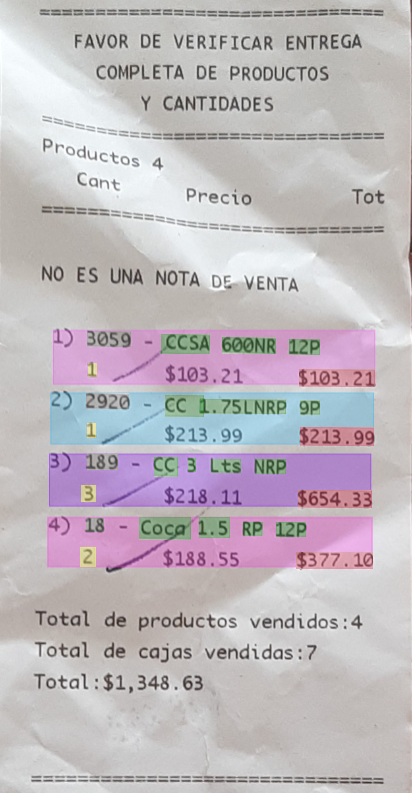 ================================
FAVOR DE VERIFICAR ENTREGA
COMPLETA DE PRODUCTOS
Y CANTIDADES
================================
Productos 4
Cant Precio Tot
================================
NO ES UNA NOTA DE VENTA
1) 3059 - CCSA 600NR 12P
1 $103.21 $103.21
2) 2920 - CC 1.75LNRP 9P
1 $213.99 $213.99
3) 189 - CC 3 Lts NRP
3 $218.11 $654.33
4) 18 - Coca 1.5 RP 12P
2 $188.55 $377.10
Total de productos vendidos:4
Total de cajas vendidas:7
Total:$1,348.63
================================